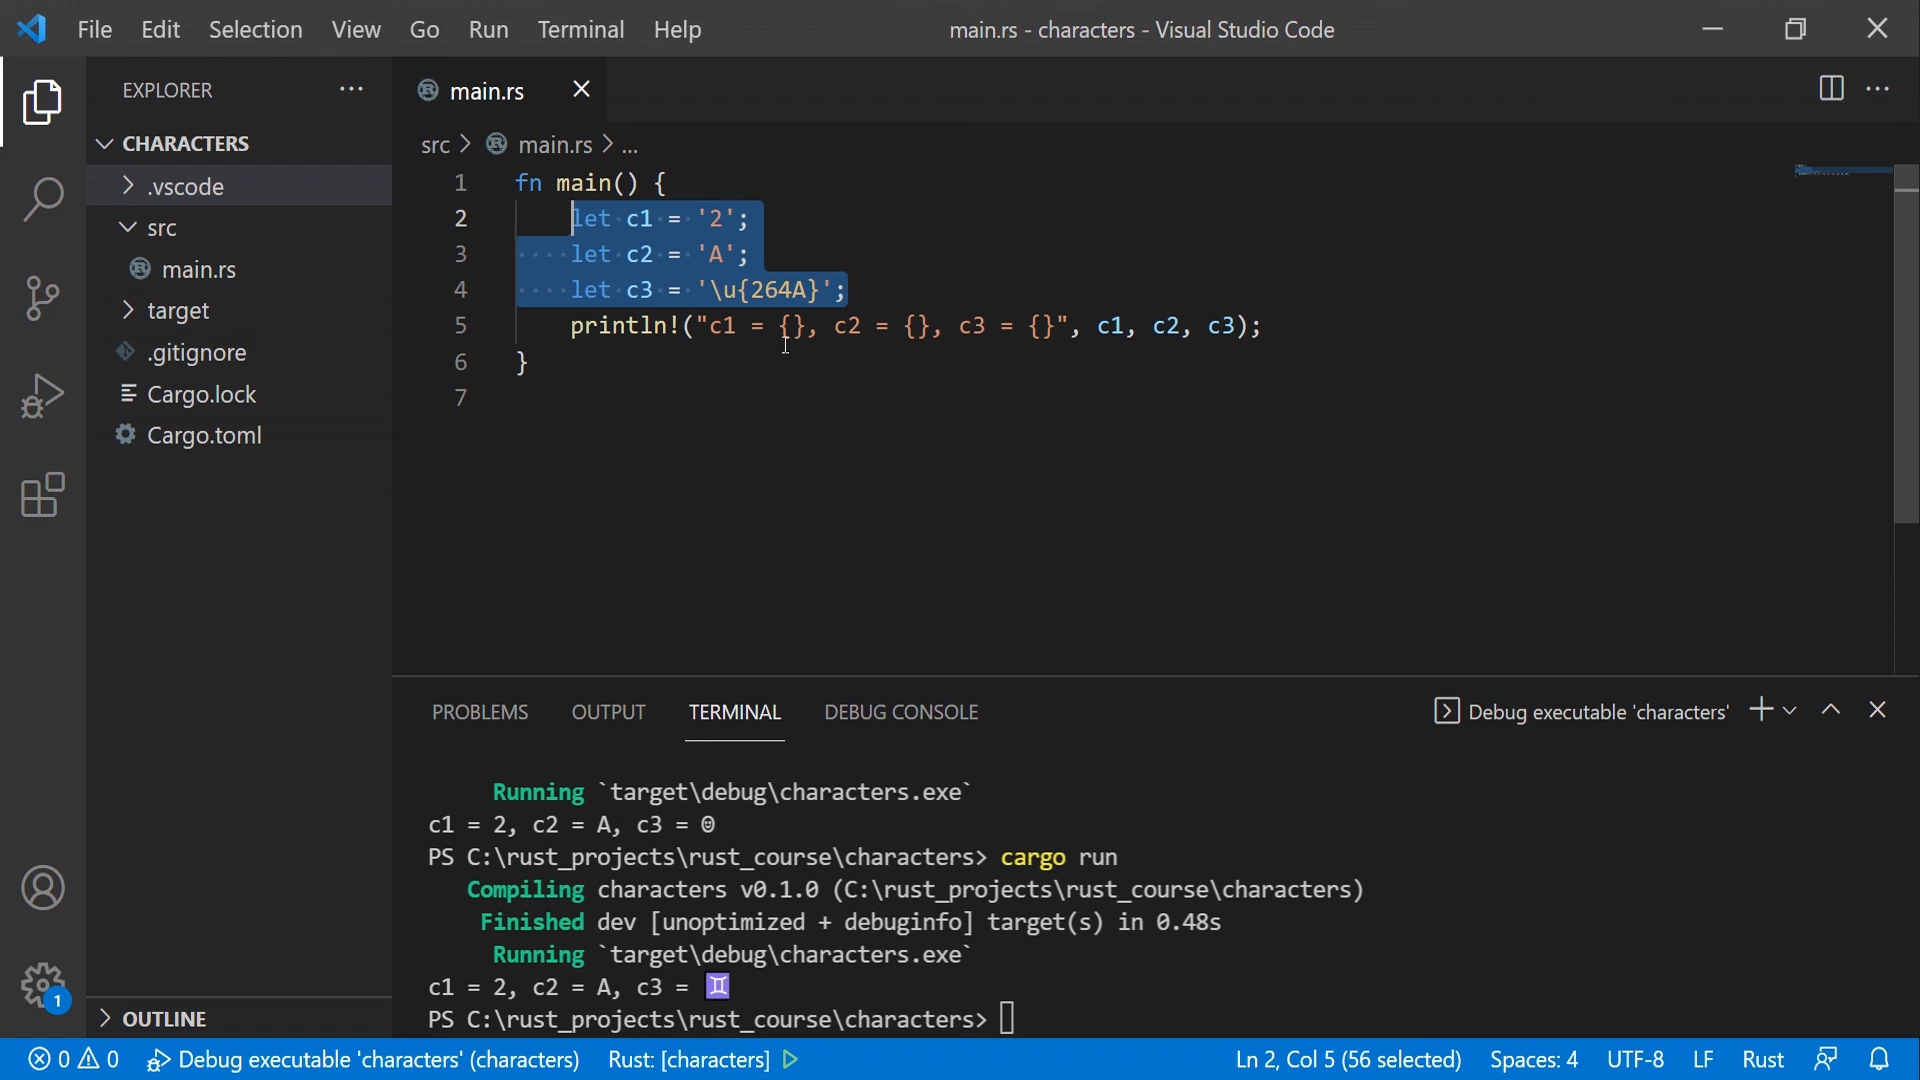 File Edit Selection View Go Run Terminal Help main.rs - characters - Visual Studio Code
EXPLORER
CHARACTERS
.vscode
src
main.rs
target
.gitignore
Cargo.lock
Cargo.toml
OUTLINE
main.rs
src > main.rs > ...
1 fn main() {
2     let c1 = '2';
3     let c2 = 'A';
4     let c3 = '\u{264A}';
5     println!("c1 = {}, c2 = {}, c3 = {}", c1, c2, c3);
6 }
7
PROBLEMS OUTPUT TERMINAL DEBUG CONSOLE Debug executable 'characters'
Running `target\debug\characters.exe`
c1 = 2, c2 = A, c3 = ☺
PS C:\rust_projects\rust_course\characters> cargo run
Compiling characters v0.1.0 (C:\rust_projects\rust_course\characters)
Finished dev [unoptimized + debuginfo] target(s) in 0.48s
Running `target\debug\characters.exe`
c1 = 2, c2 = A, c3 = ♊
PS C:\rust_projects\rust_course\characters>
1
0 0 Debug executable 'characters' (characters) Rust: [characters] Ln 2, Col 5 (56 selected) Spaces: 4 UTF-8 LF Rust